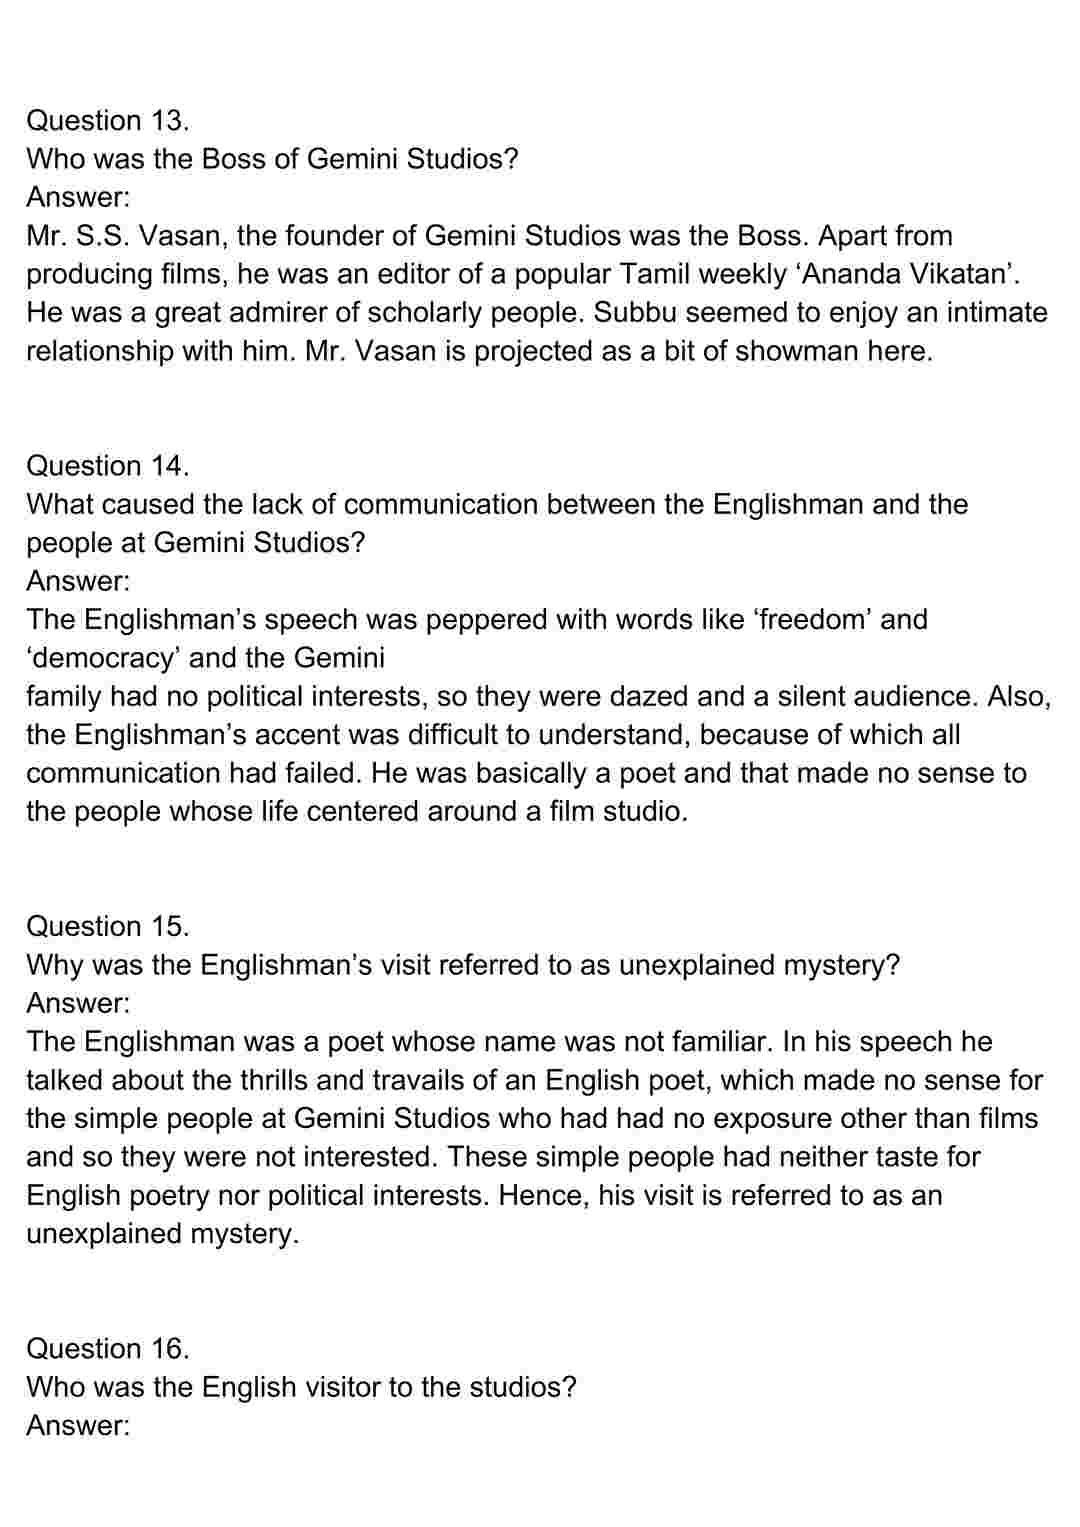 Question 13.
Who was the Boss of Gemini Studios?
Answer:
Mr. S.S. Vasan, the founder of Gemini Studios was the Boss. Apart from
producing films, he was an editor of a popular Tamil weekly ‘Ananda Vikatan’.
He was a great admirer of scholarly people. Subbu seemed to enjoy an intimate
relationship with him. Mr. Vasan is projected as a bit of showman here.
Question 14.
What caused the lack of communication between the Englishman and the
people at Gemini Studios?
Answer:
The Englishman’s speech was peppered with words like ‘freedom’ and
‘democracy’ and the Gemini
family had no political interests, so they were dazed and a silent audience. Also,
the Englishman’s accent was difficult to understand, because of which all
communication had failed. He was basically a poet and that made no sense to
the people whose life centered around a film studio.
Question 15.
Why was the Englishman’s visit referred to as unexplained mystery?
Answer:
The Englishman was a poet whose name was not familiar. In his speech he
talked about the thrills and travails of an English poet, which made no sense for
the simple people at Gemini Studios who had had no exposure other than films
and so they were not interested. These simple people had neither taste for
English poetry nor political interests. Hence, his visit is referred to as an
unexplained mystery.
Question 16.
Who was the English visitor to the studios?
Answer: